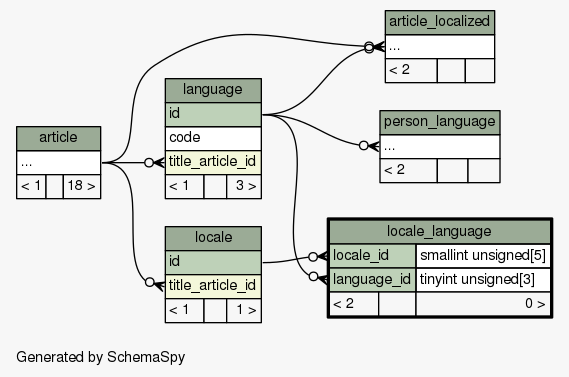 article_localized
...
< 2
language
id
code
title_article_id
< 1 3 >
person_language
...
< 2
article
...
< 1 18 >
locale
id
title_article_id
< 1 1 >
locale_language
locale_id smallint unsigned[5]
language_id tinyint unsigned[3]
< 2 0 >
Generated by SchemaSpy